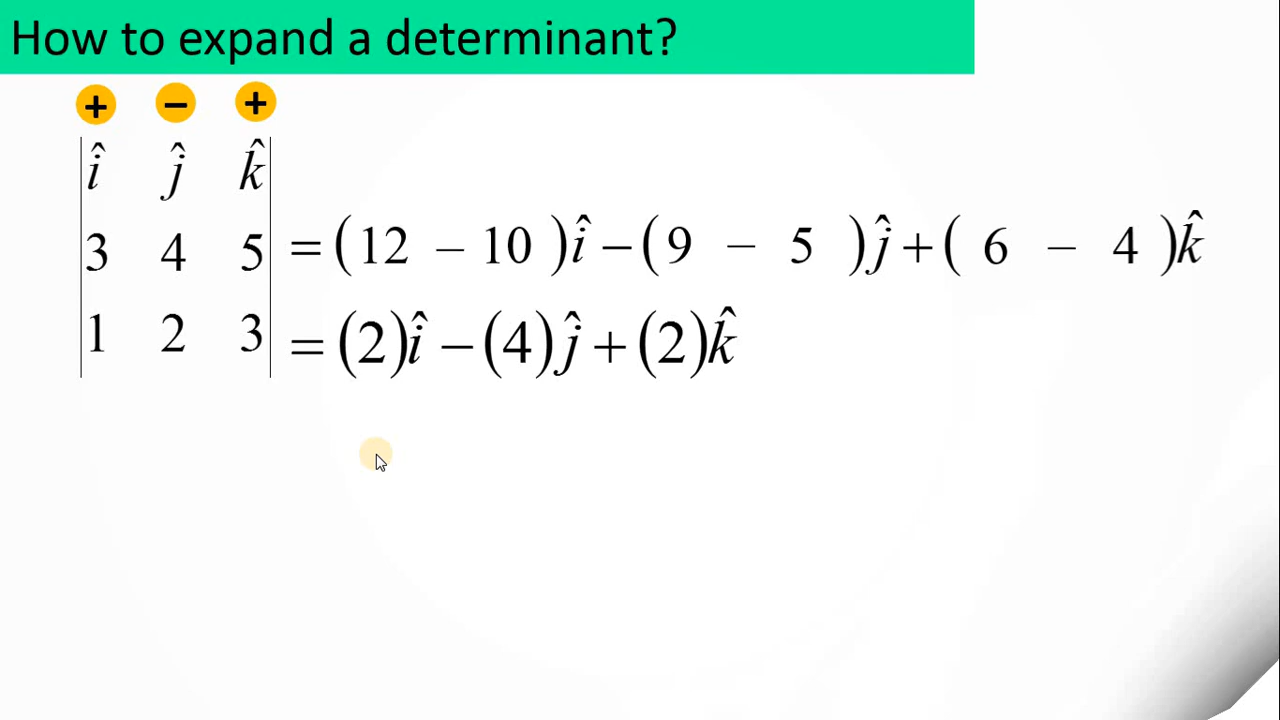 How to expand a determinant?
+ − +
î ĵ k̂
3 4 5 = (12 − 10 )î − (9 − 5 )ĵ + ( 6 − 4 )k̂
1 2 3 = (2)î − (4)ĵ + (2)k̂